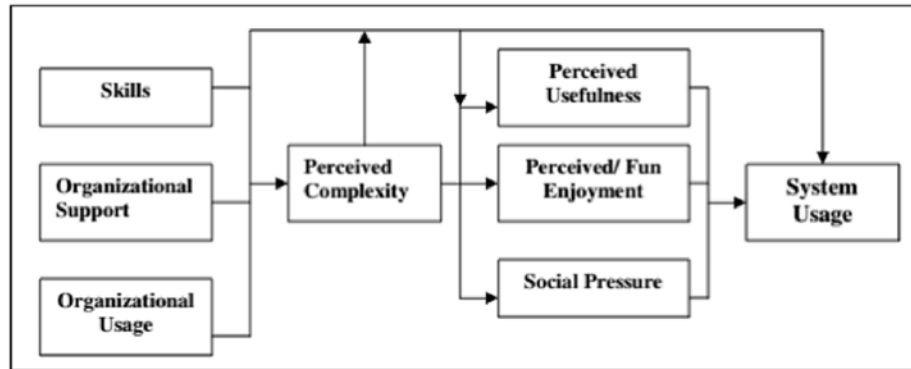 Skills
Organizational
Support
Organizational
Usage
Perceived
Complexity
Perceived
Usefulness
Perceived/ Fun
Enjoyment
Social Pressure
System
Usage